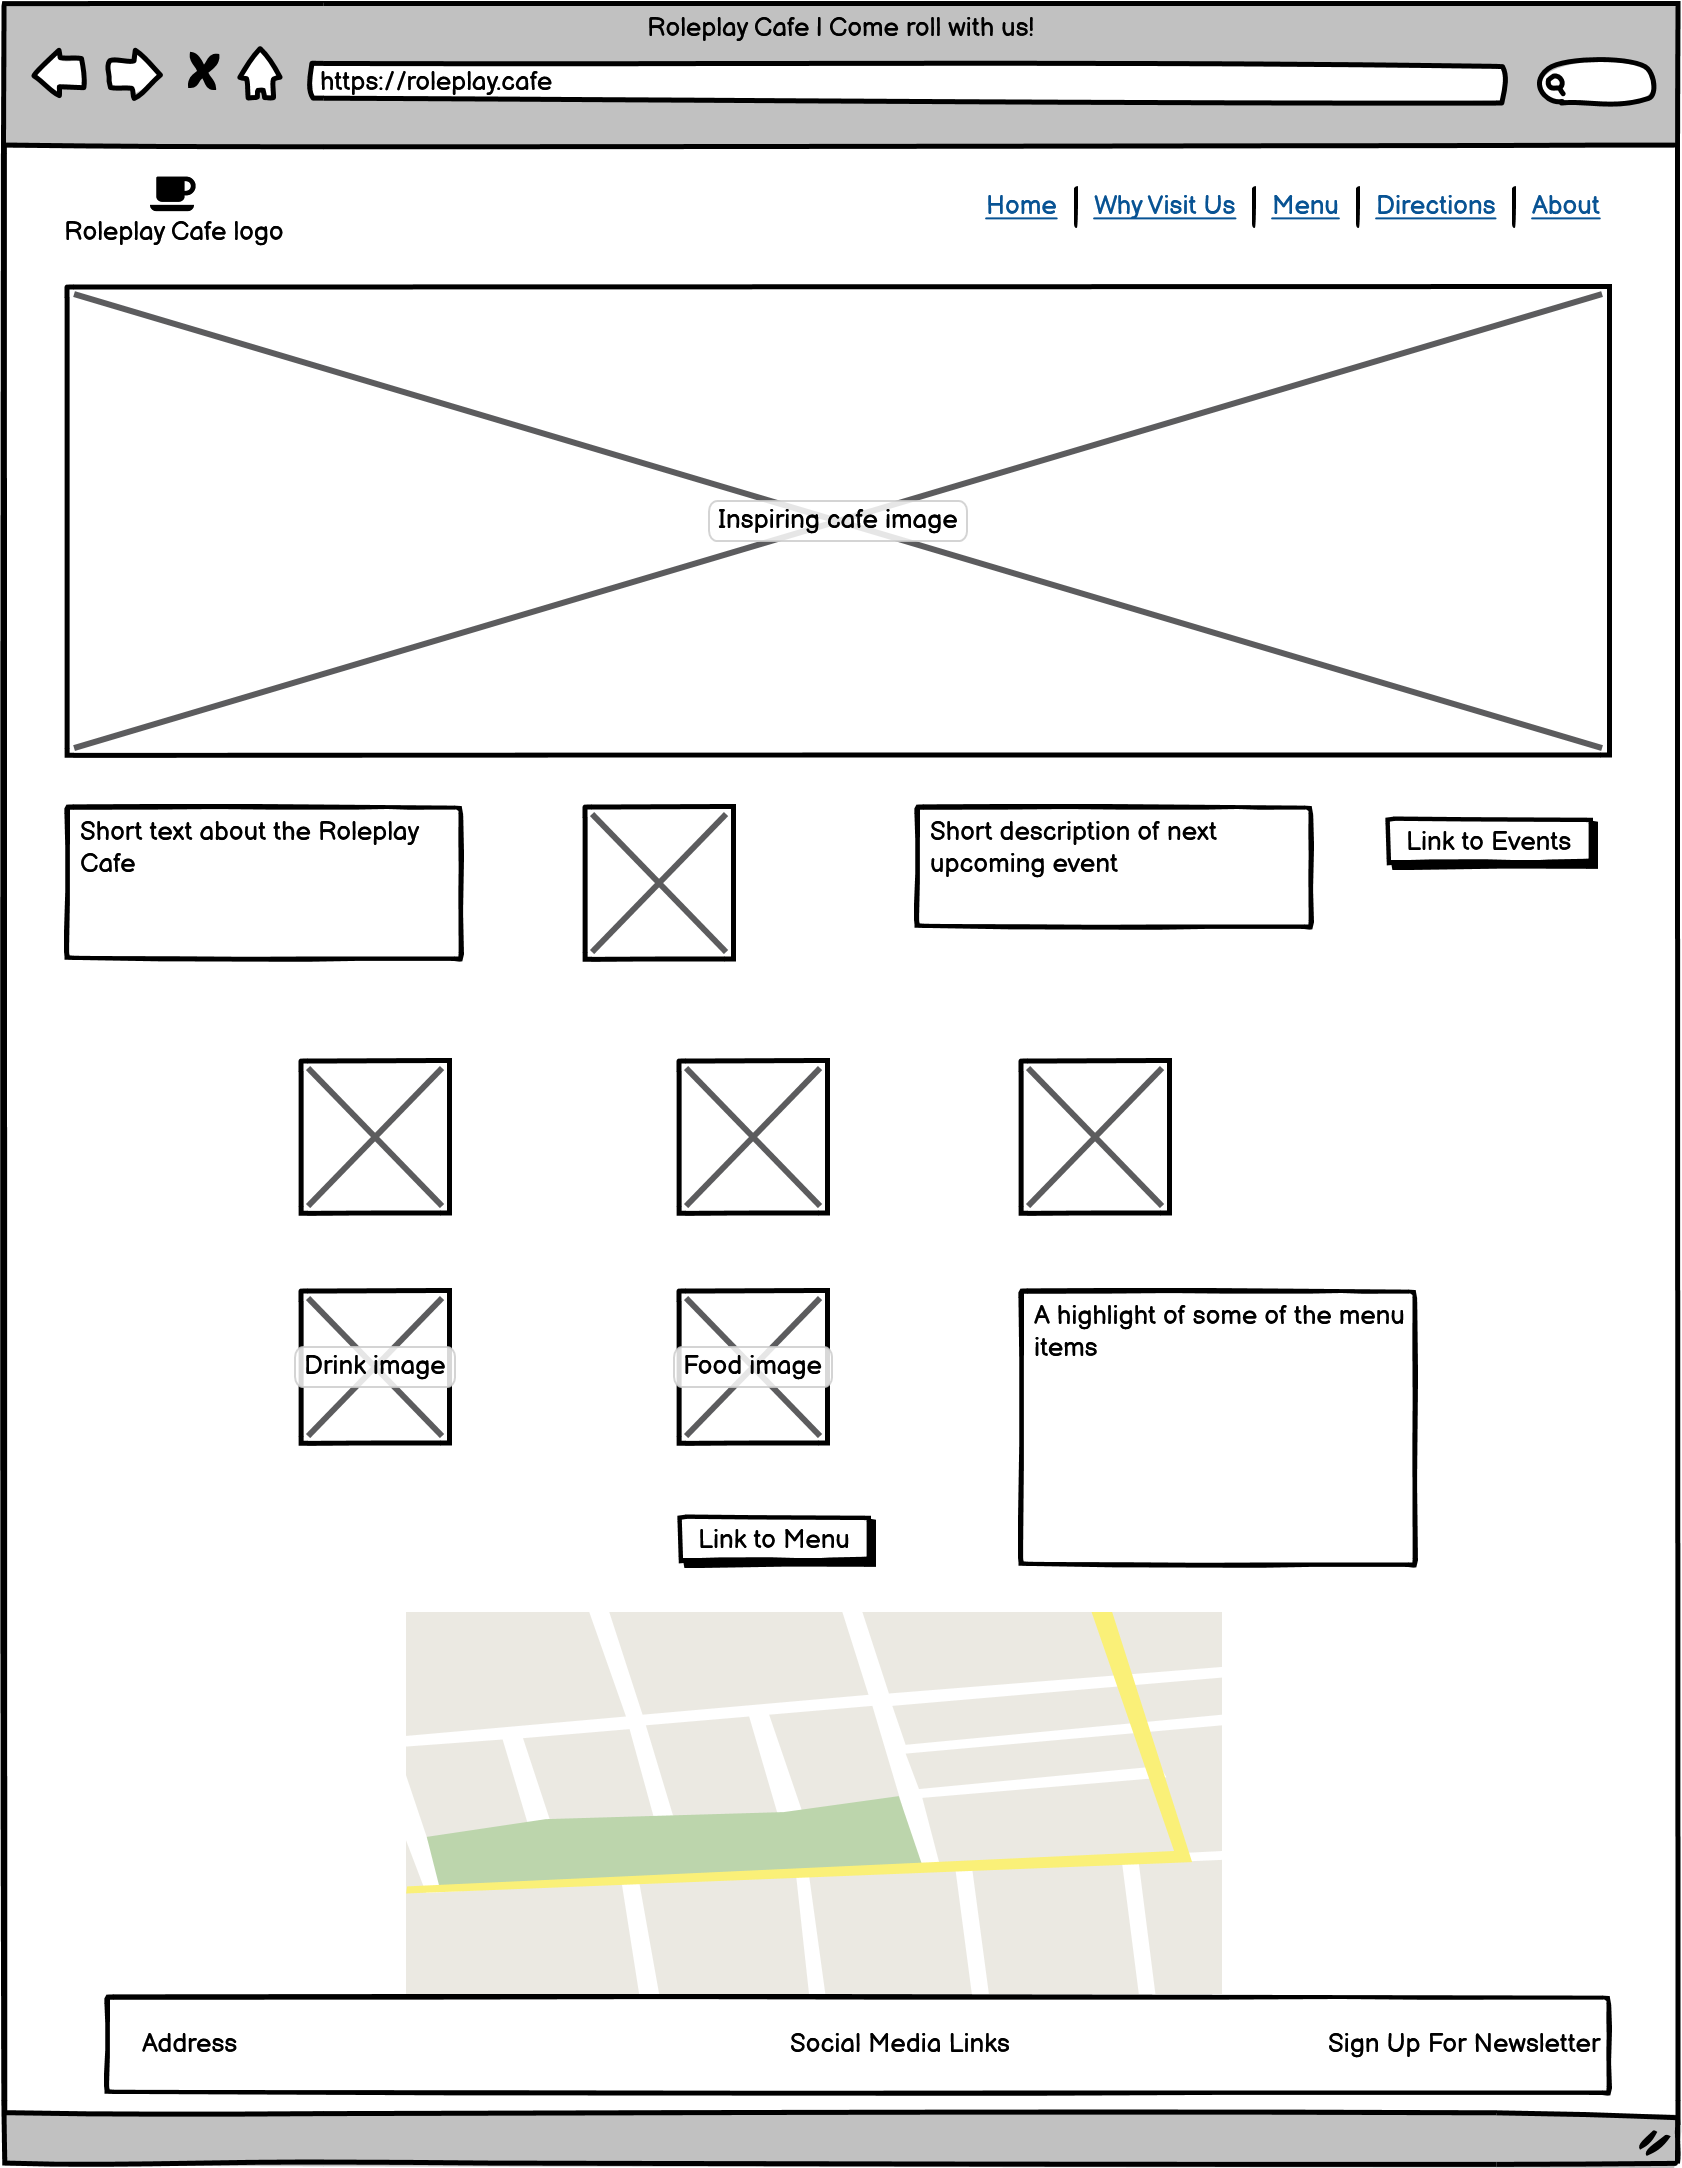 Roleplay Cafe | Come roll with us!
https://roleplay.cafe
Roleplay Cafe logo
Home
Why Visit Us
Menu
Directions
About
Inspiring cafe image
Short text about the Roleplay
Cafe
Short description of next
upcoming event
Link to Events
Drink image
Food image
A highlight of some of the menu
items
Link to Menu
Address
Social Media Links
Sign Up For Newsletter